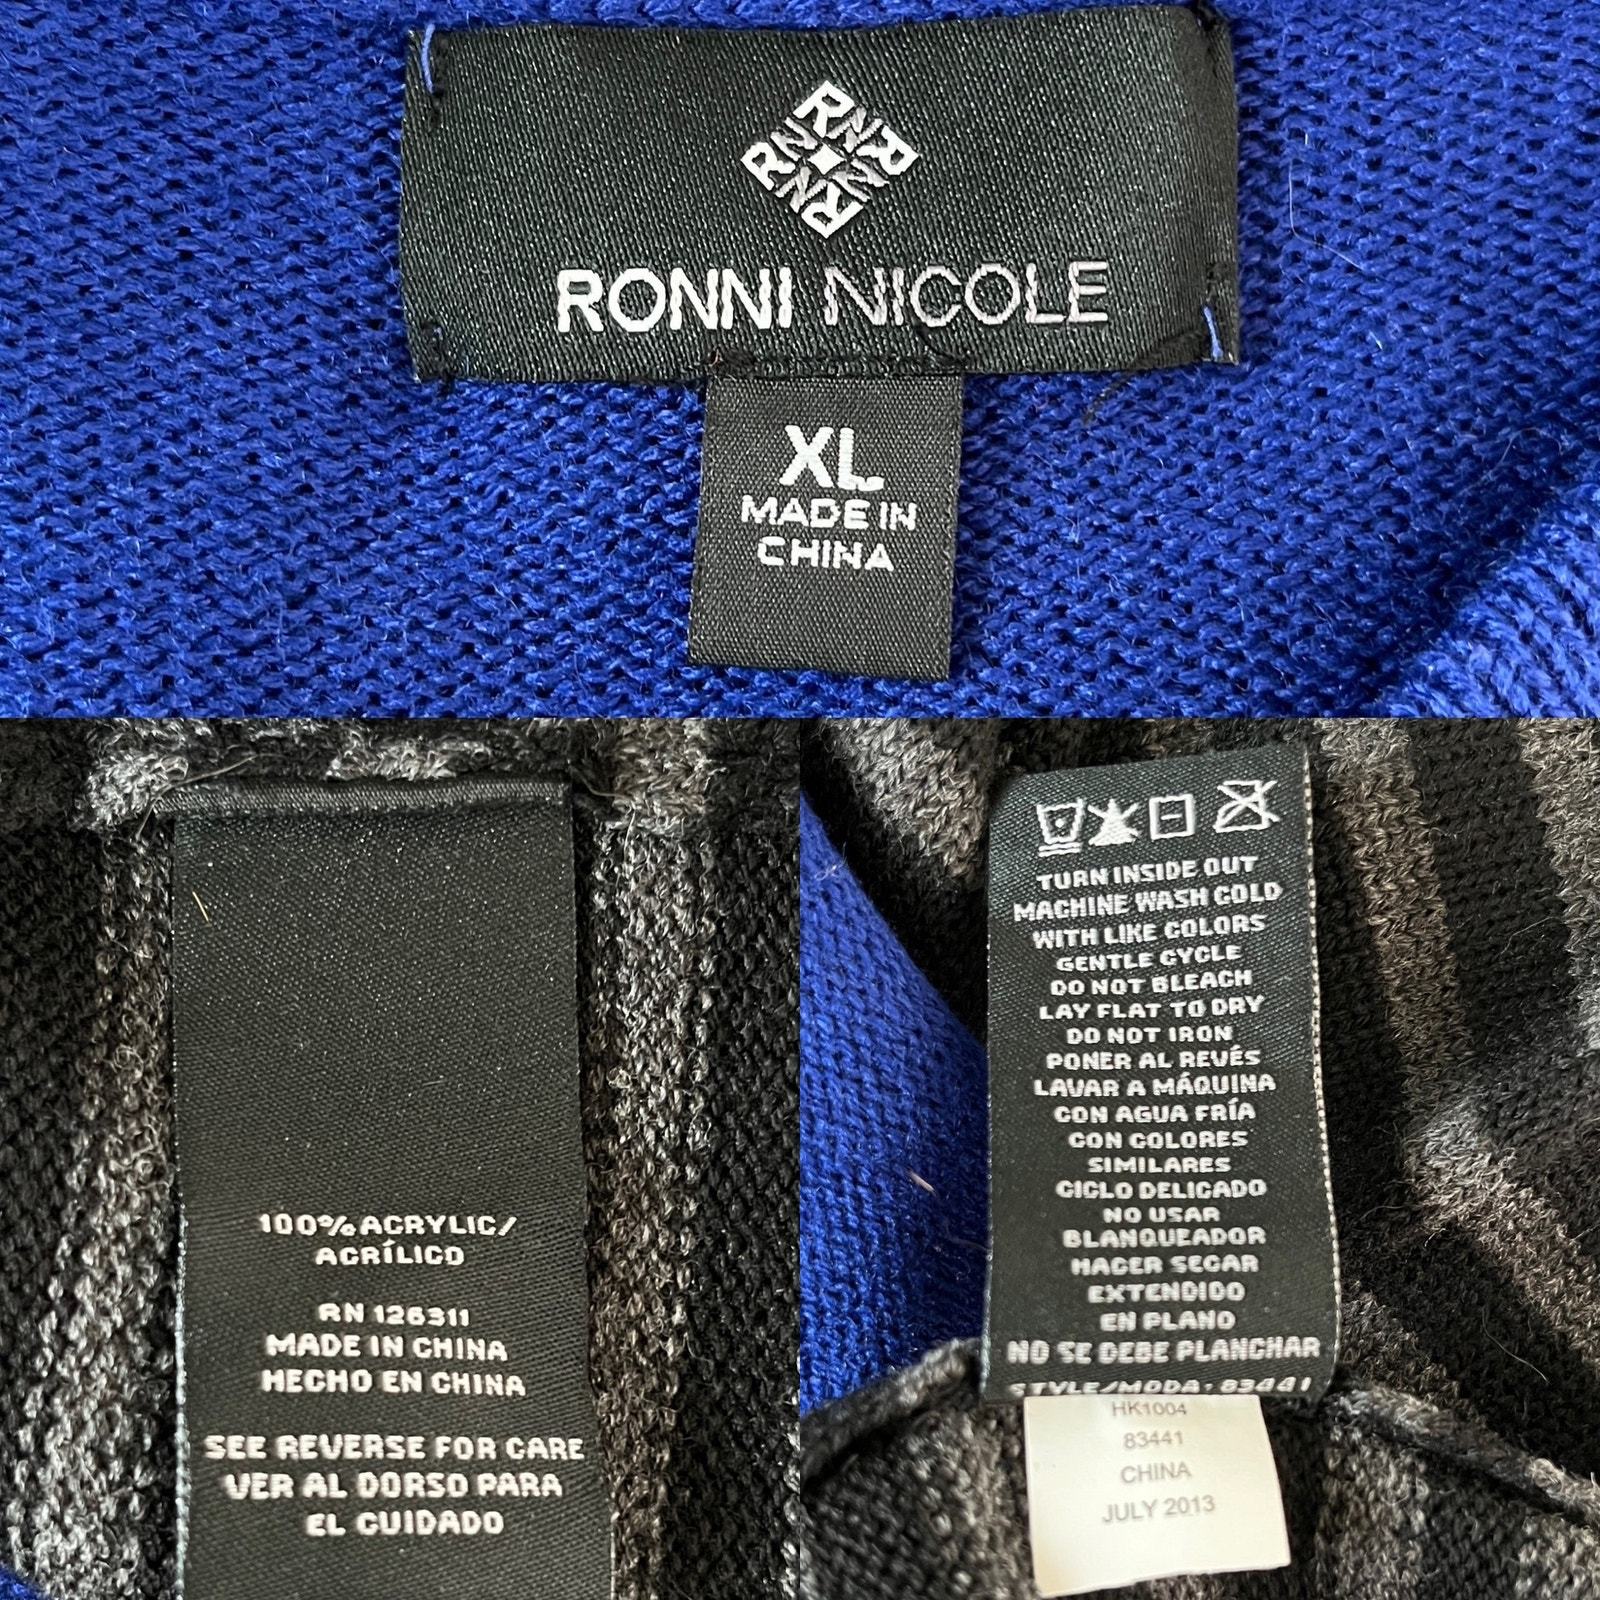 RN RN RN RN
RONNI NICOLE
XL
MADE IN
CHINA
100% ACRYLIC/
ACRÍLICO
RN 126311
MADE IN CHINA
HECHO EN CHINA
SEE REVERSE FOR CARE
VER AL DORSO PARA
EL CUIDADO
TURN INSIDE OUT
MACHINE WASH COLD
WITH LIKE COLORS
GENTLE CYCLE
DO NOT BLEACH
LAY FLAT TO DRY
DO NOT IRON
PONER AL REVÉS
LAVAR A MÁQUINA
CON AGUA FRÍA
CON COLORES
SIMILARES
CICLO DELICADO
NO USAR
BLANQUEADOR
HACER SECAR
EXTENDIDO
EN PLANO
NO SE DEBE PLANCHAR
STYLE/MODA: 83441
HK1004
83441
CHINA
JULY 2013